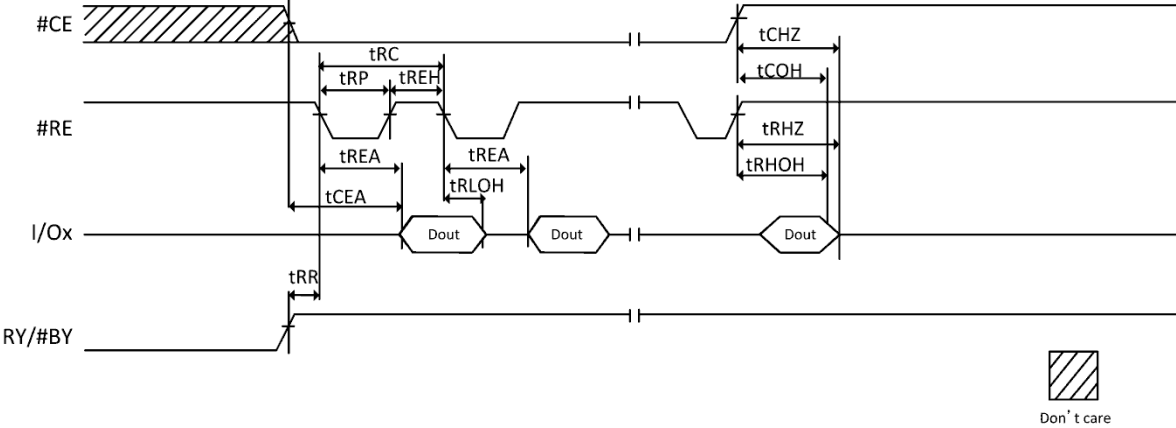 #CE
tCHZ
tRC
tCOH
tRP
tREH
#RE
tRHZ
tREA
tREA
tRHOH
tRLOH
tCEA
I/Ox
Dout
Dout
Dout
tRR
RY/#BY
Don’t care